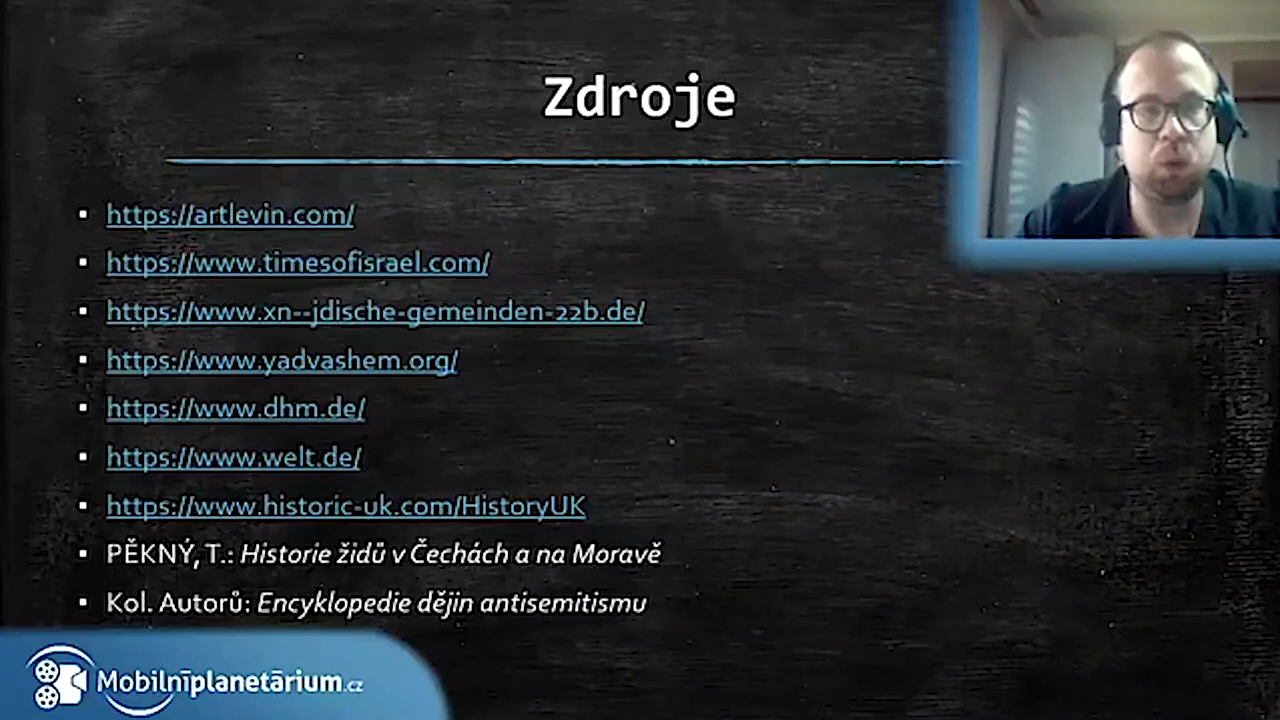 Zdroje
https://artlevin.com/
https://www.timesofisrael.com/
https://www.xn--jdische-gemeinden-22b.de/
https://www.yadvashem.org/
https://www.dhm.de/
https://www.welt.de/
https://www.historic-uk.com/HistoryUK
PĚKNÝ, T.: Historie židů v Čechách a na Moravě
Kol. Autorů: Encyklopedie dějin antisemitismu
Mobilníplanetárium.cz